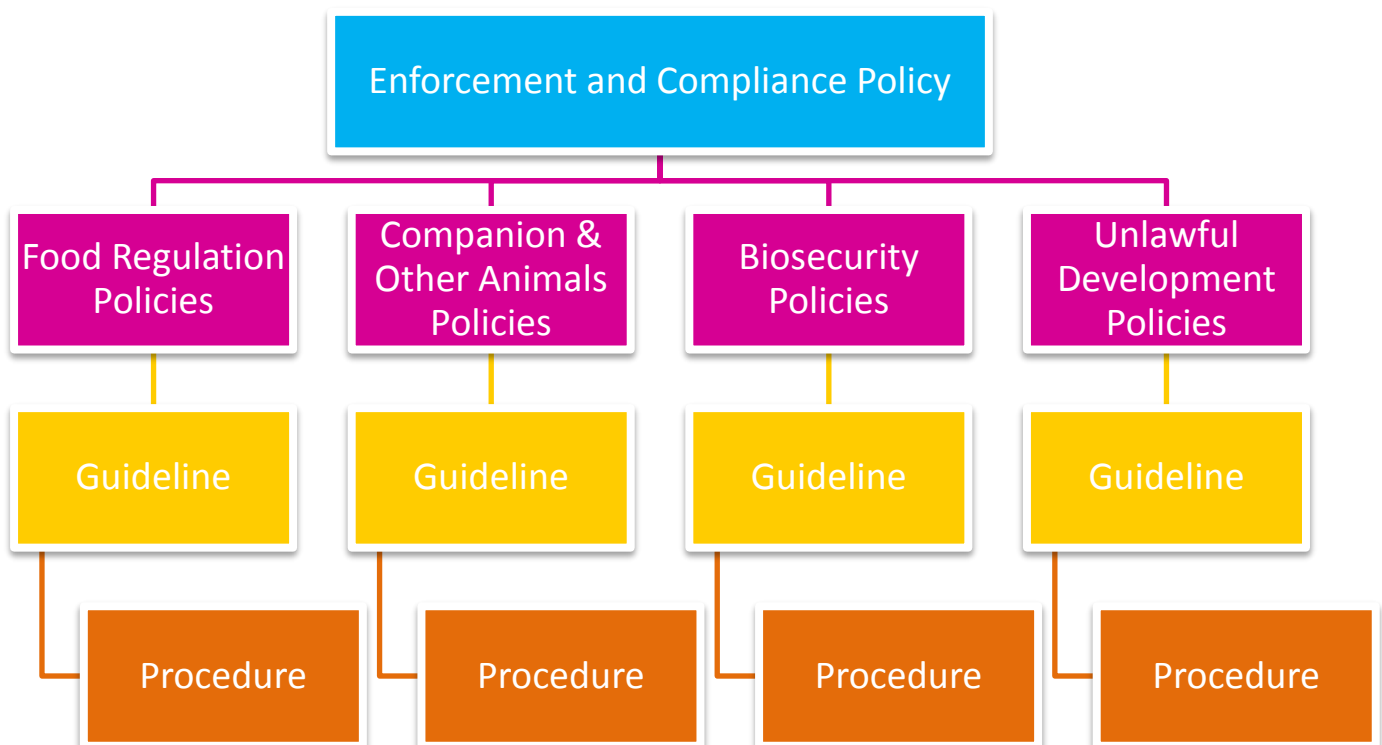 Enforcement and Compliance Policy
Food Regulation
Policies
Companion &
Other Animals
Policies
Biosecurity
Policies
Unlawful
Development
Policies
Guideline
Guideline
Guideline
Guideline
Procedure
Procedure
Procedure
Procedure